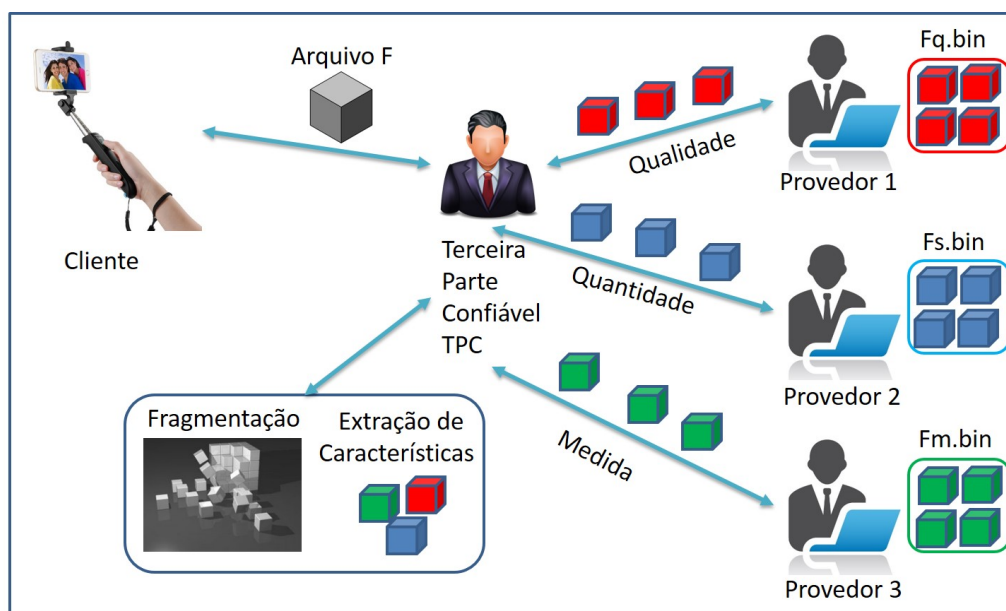 Arquivo F
Cliente
Terceira
Parte
Confiável
TPC
Fragmentação
Extração de
Características
Qualidade
Quantidade
Medida
Fq.bin
Provedor 1
Fs.bin
Provedor 2
Fm.bin
Provedor 3